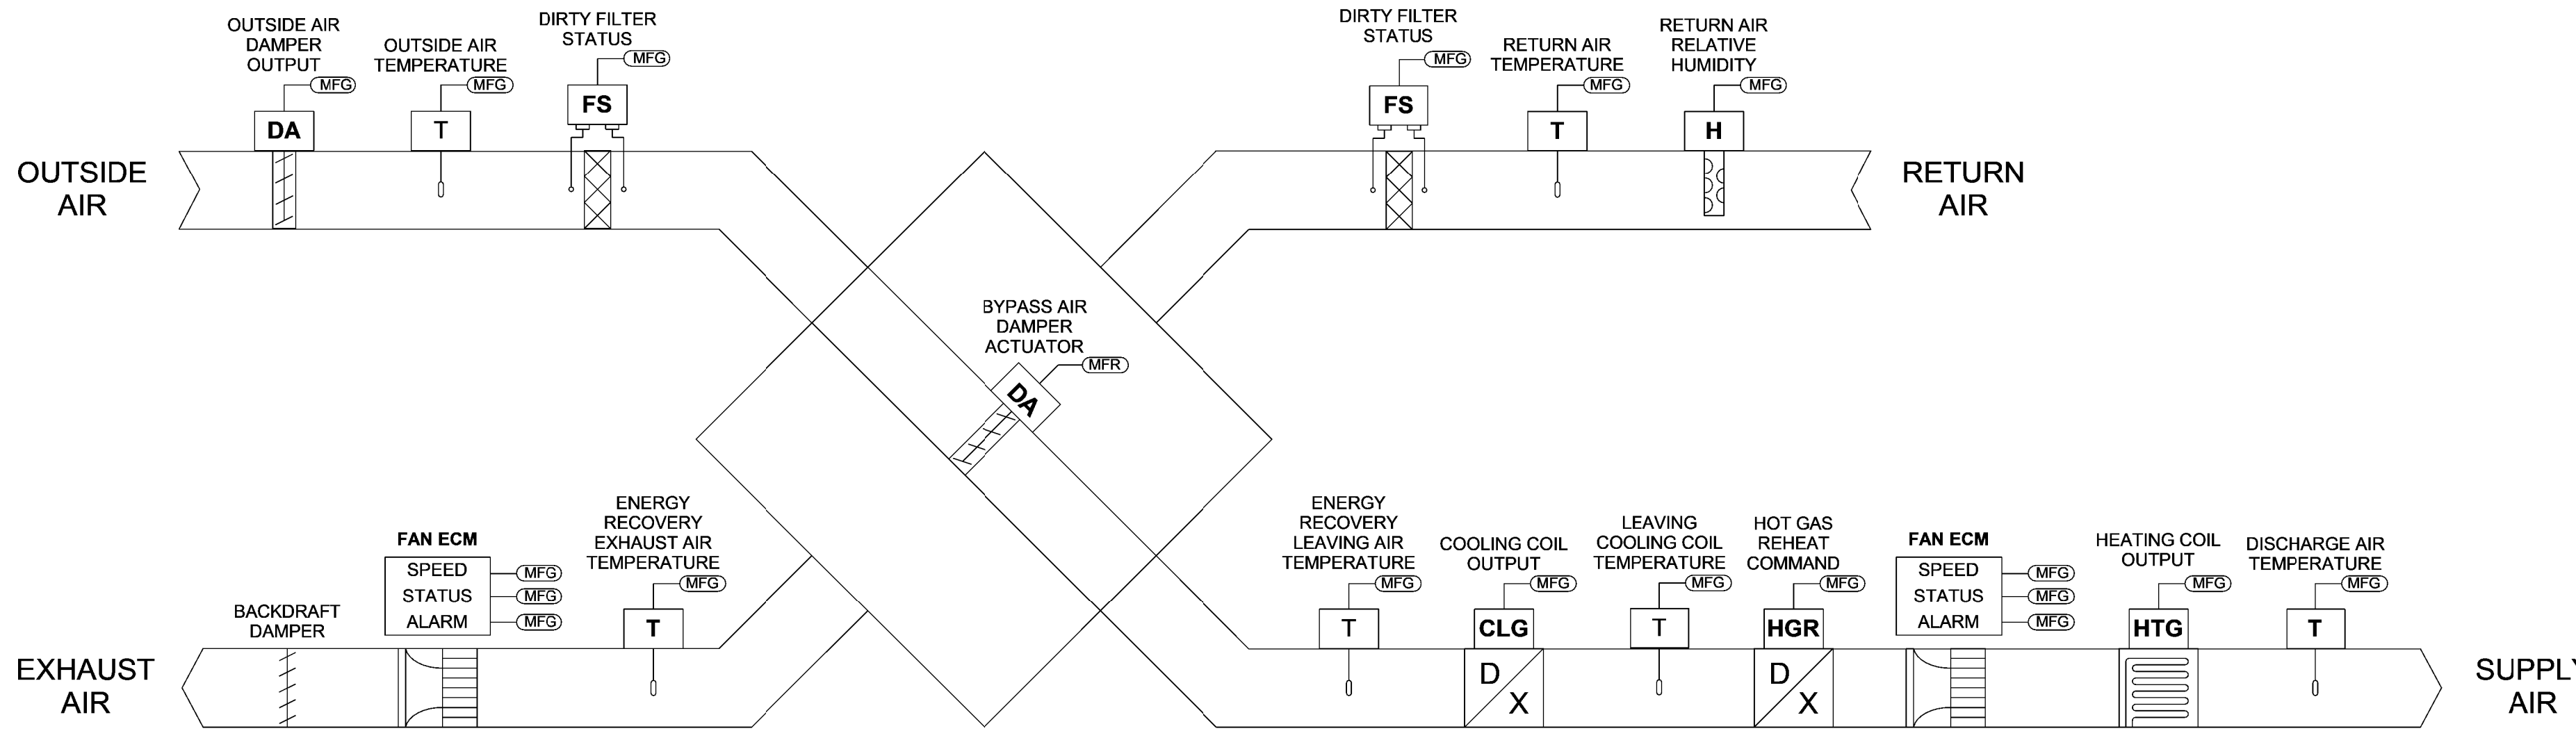 OUTSIDE AIR
DAMPER
OUTPUT
MFG
DA
OUTSIDE AIR
TEMPERATURE
MFG
T
DIRTY FILTER
STATUS
MFG
FS
DIRTY FILTER
STATUS
MFG
FS
RETURN AIR
TEMPERATURE
MFG
T
RETURN AIR
RELATIVE
HUMIDITY
MFG
H
OUTSIDE
AIR
RETURN
AIR
BYPASS AIR
DAMPER
ACTUATOR
MFR
DA
EXHAUST
AIR
BACKDRAFT
DAMPER
FAN ECM
SPEED
MFG
STATUS
MFG
ALARM
MFG
ENERGY
RECOVERY
EXHAUST AIR
TEMPERATURE
MFG
T
ENERGY
RECOVERY
LEAVING AIR
TEMPERATURE
MFG
T
COOLING COIL
OUTPUT
MFG
CLG
D
X
LEAVING
COOLING COIL
TEMPERATURE
MFG
T
HOT GAS
REHEAT
COMMAND
MFG
HGR
D
X
FAN ECM
SPEED
MFG
STATUS
MFG
ALARM
MFG
HEATING COIL
OUTPUT
MFG
HTG
DISCHARGE AIR
TEMPERATURE
MFG
T
SUPPLY
AIR